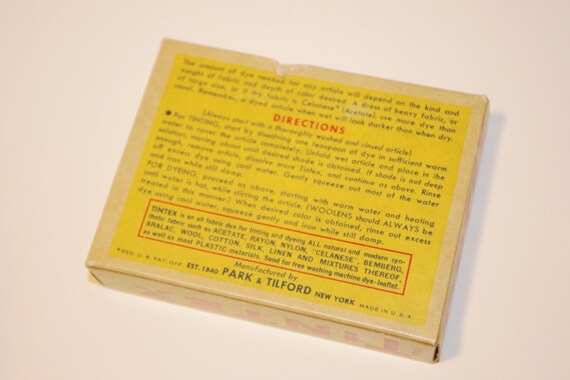 The amount of dye needed for any article will depend on the kind and
weight of fabric and depth of color desired. A dress of heavy fabric, or
of large size, or if the fabric is Celanese (Acetate), use more dye than
usual. Remember, a dyed article when wet will look darker than when dry.
DIRECTIONS
(Always start with a thoroughly washed and rinsed article)
● For TINTING, start by dissolving one teaspoon of dye in sufficient warm
water to cover the article completely. Unfold wet article and place in the
solution, moving about until desired shade is obtained. If shade is not deep
enough, remove article, dissolve more Tintex, and continue as above. Rinse
off excess dye using cool water. Gently squeeze out most of the water
and iron while still damp.
FOR DYEING, proceed as above, starting with warm water and heating
until water is hot, while stirring the article. (WOOLENS should ALWAYS be
treated in this manner.) When desired color is obtained, rinse out excess
dye using cool water, squeeze gently and iron while still damp.
TINTEX is an all fabric dye for tinting and dyeing ALL natural and modern syn-
thetic fabric such as ACETATE, RAYON, NYLON, "CELANESE", BEMBERG,
ARALAC, WOOL, COTTON, SILK, LINEN AND MIXTURES THEREOF,
as well as most PLASTIC materials. Send for free washing machine dye-leaflet.
Manufactured by
REG'D U.S. PAT. OFF. EST. 1840 PARK & TILFORD NEW YORK MADE IN U.S.A.